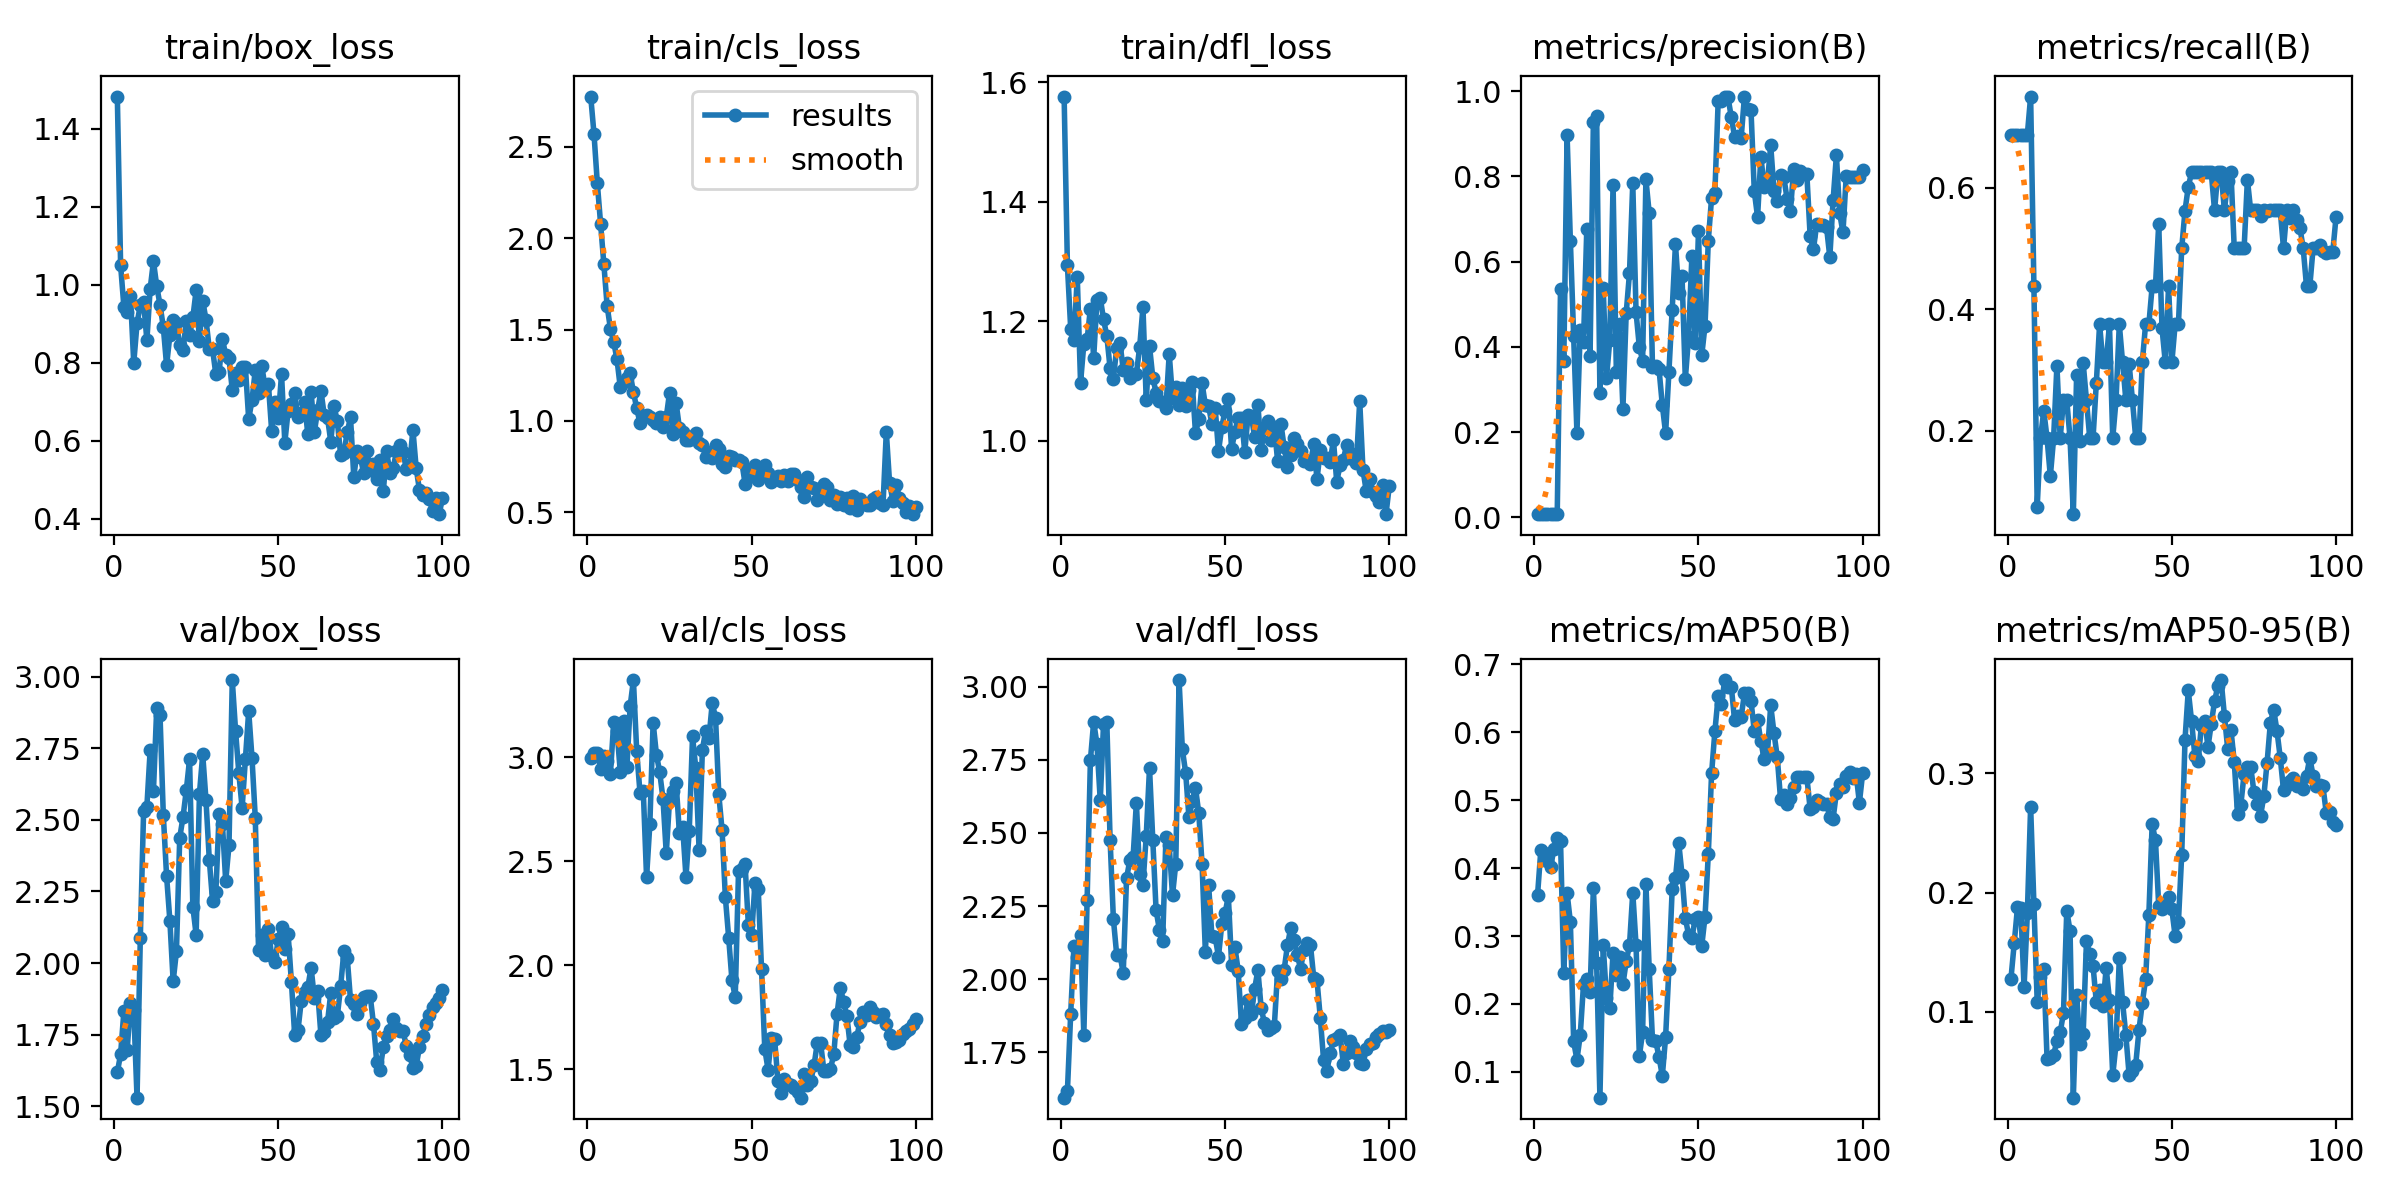 train/box_loss
1.4
1.2
1.0
0.8
0.6
0.4
0 50 100
train/cls_loss
results
smooth
2.5
2.0
1.5
1.0
0.5
0 50 100
train/dfl_loss
1.6
1.4
1.2
1.0
0 50 100
metrics/precision(B)
1.0
0.8
0.6
0.4
0.2
0.0
0 50 100
metrics/recall(B)
0.6
0.4
0.2
0 50 100
val/box_loss
3.00
2.75
2.50
2.25
2.00
1.75
1.50
0 50 100
val/cls_loss
3.0
2.5
2.0
1.5
0 50 100
val/dfl_loss
3.00
2.75
2.50
2.25
2.00
1.75
0 50 100
metrics/mAP50(B)
0.7
0.6
0.5
0.4
0.3
0.2
0.1
0 50 100
metrics/mAP50-95(B)
0.3
0.2
0.1
0 50 100